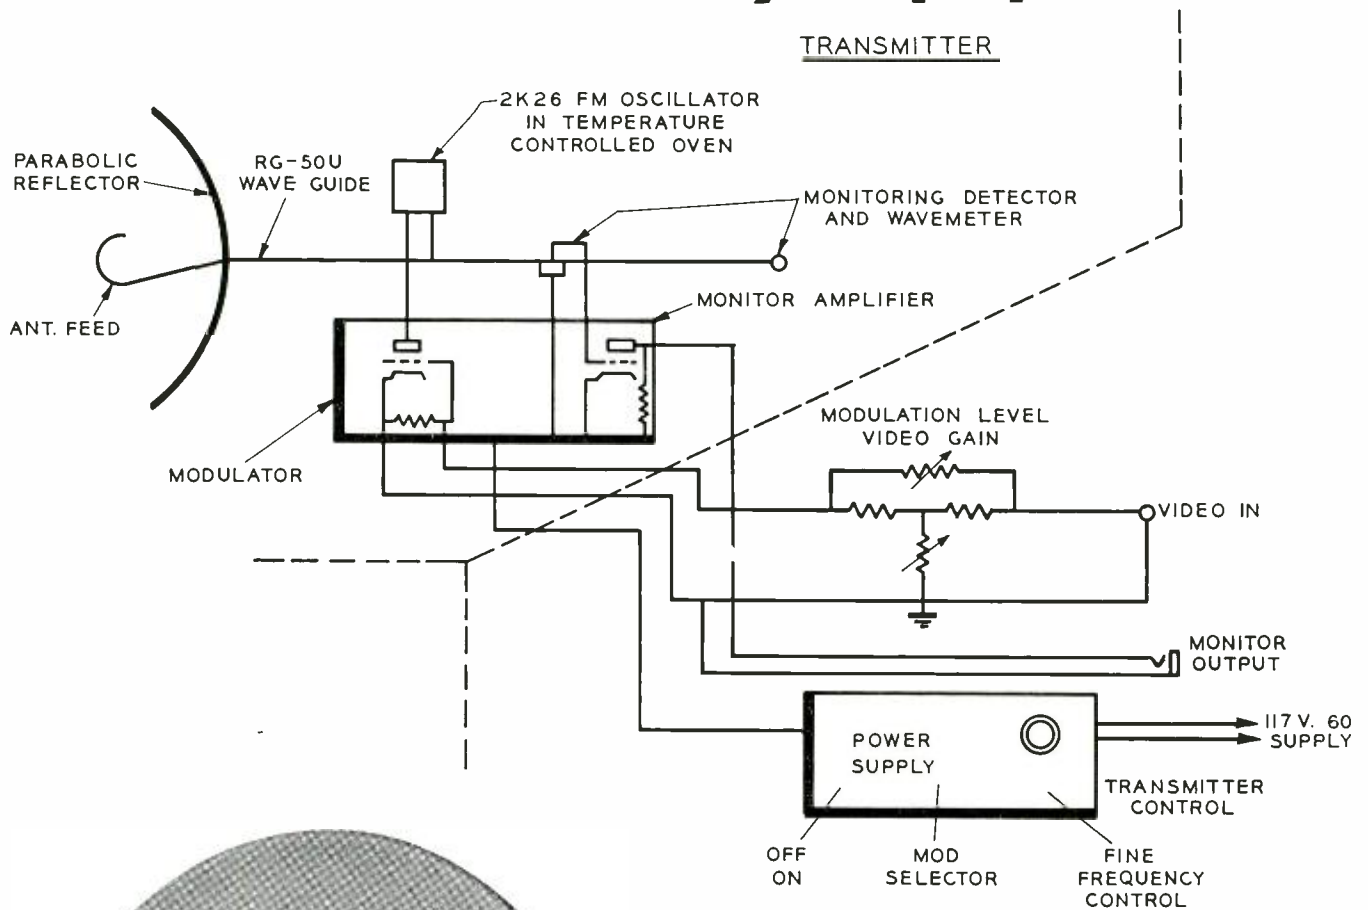 TRANSMITTER
2K26 FM OSCILLATOR
IN TEMPERATURE
CONTROLLED OVEN
PARABOLIC
REFLECTOR
RG-50U
WAVE GUIDE
MONITORING DETECTOR
AND WAVEMETER
ANT. FEED
MONITOR AMPLIFIER
MODULATOR
MODULATION LEVEL
VIDEO GAIN
VIDEO IN
MONITOR
OUTPUT
117 V. 60
SUPPLY
POWER
SUPPLY
TRANSMITTER
CONTROL
OFF
ON
MOD
SELECTOR
FINE
FREQUENCY
CONTROL